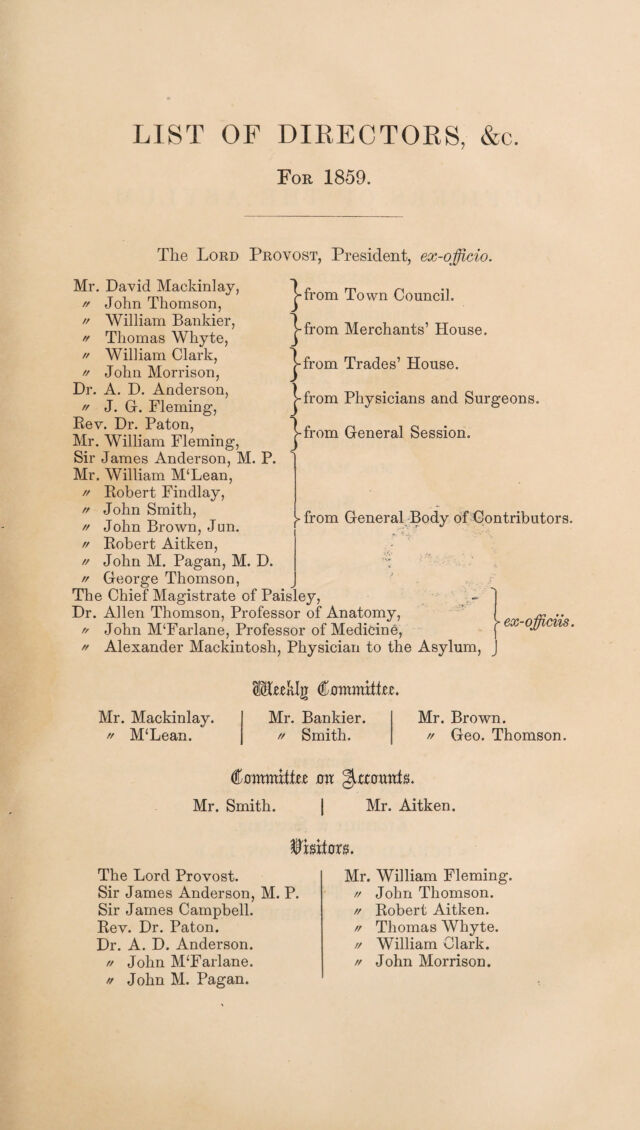 LIST OF DIRECTORS, &c.
For 1859.
The Lord Provost, President, ex-officio.
Mr. David Mackinlay,
〃 John Thomson,
} from Town Council.
〃 William Bankier,
〃 Thomas Whyte,
} from Merchants' House.
〃 William Clark,
〃 John Morrison,
} from Trades' House.
Dr. A. D. Anderson,
〃 J. G. Fleming,
} from Physicians and Surgeons.
Rev. Dr. Paton,
Mr. William Fleming,
} from General Session.
Sir James Anderson, M. P.
Mr. William M‘Lean,
〃 Robert Findlay,
〃 John Smith,
〃 John Brown, Jun.
〃 Robert Aitken,
〃 John M. Pagan, M. D.
〃 George Thomson,
} from General Body of Contributors.
The Chief Magistrate of Paisley,
Dr. Allen Thomson, Professor of Anatomy,
〃 John M‘Farlane, Professor of Medicine,
〃 Alexander Mackintosh, Physician to the Asylum,
} ex-officiis.
Weekly Committee.
Mr. Mackinlay. | Mr. Bankier. | Mr. Brown.
〃 M‘Lean. | 〃 Smith. | 〃 Geo. Thomson.
Committee on Accounts.
Mr. Smith. | Mr. Aitken.
Visitors.
The Lord Provost.
Sir James Anderson, M. P.
Sir James Campbell.
Rev. Dr. Paton.
Dr. A. D. Anderson.
〃 John M‘Farlane.
〃 John M. Pagan.
Mr. William Fleming.
〃 John Thomson.
〃 Robert Aitken.
〃 Thomas Whyte.
〃 William Clark.
〃 John Morrison.